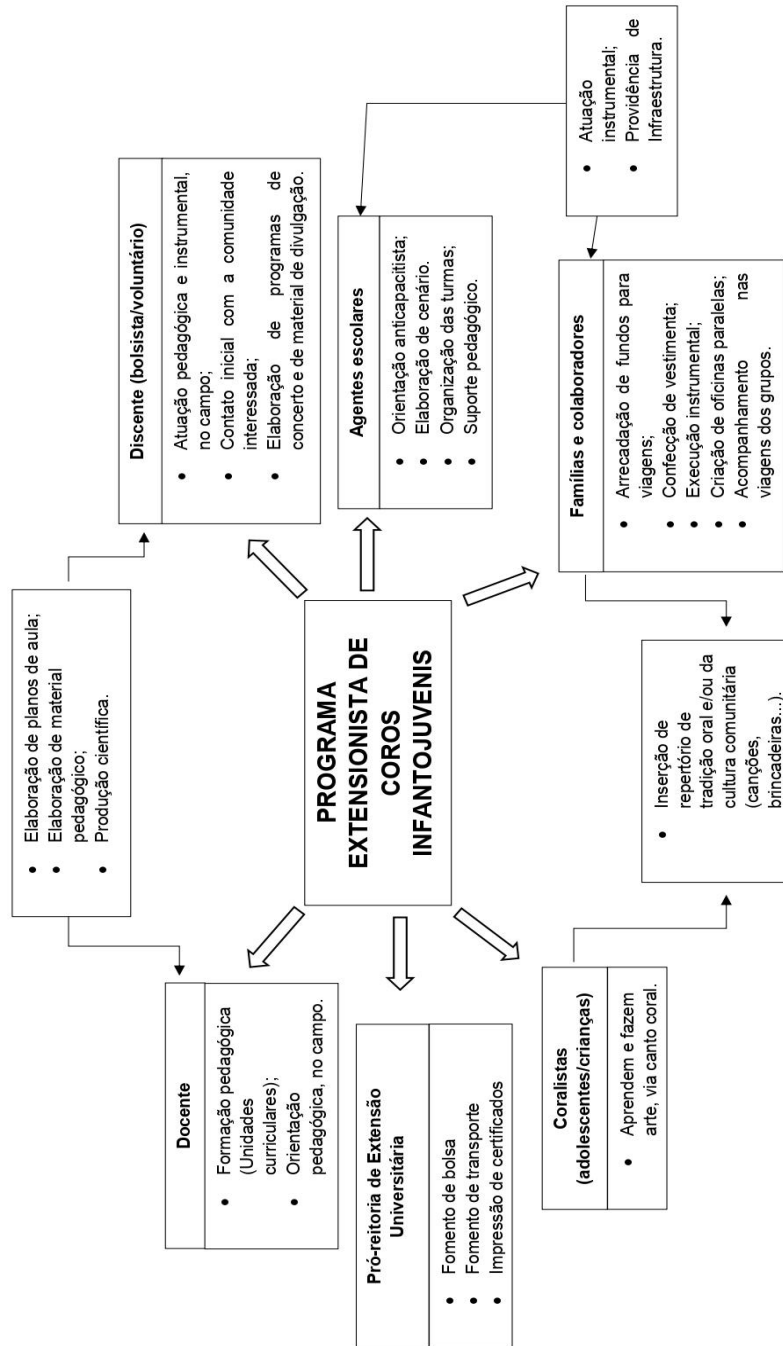 • Elaboração de planos de aula;
• Elaboração de material
pedagógico;
• Produção científica.
Docente
• Formação pedagógica
(Unidades
curriculares);
• Orientação
pedagógica, no campo.
Discente (bolsista/voluntário)
• Atuação pedagógica e instrumental,
no campo;
• Contato inicial com a comunidade
interessada;
• Elaboração de programas de
concerto e de material de divulgação.
Pró-reitoria de Extensão
Universitária
• Fomento de bolsa
• Fomento de transporte
• Impressão de certificados
PROGRAMA
EXTENSIONISTA DE
COROS
INFANTOJUVENIS
Agentes escolares
• Orientação anticapacitista;
• Elaboração de cenário.
• Organização das turmas;
• Suporte pedagógico.
• Atuação
instrumental;
• Providência de
Infraestrutura.
Coralistas
(adolescentes/crianças)
• Aprendem e fazem
arte, via canto coral.
Famílias e colaboradores
• Arrecadação de fundos para
viagens;
• Confecção de vestimenta;
• Execução instrumental;
• Criação de oficinas paralelas;
• Acompanhamento nas
viagens dos grupos.
• Inserção de
repertório de
tradição oral e/ou da
cultura comunitária
(canções,
brincadeiras...).